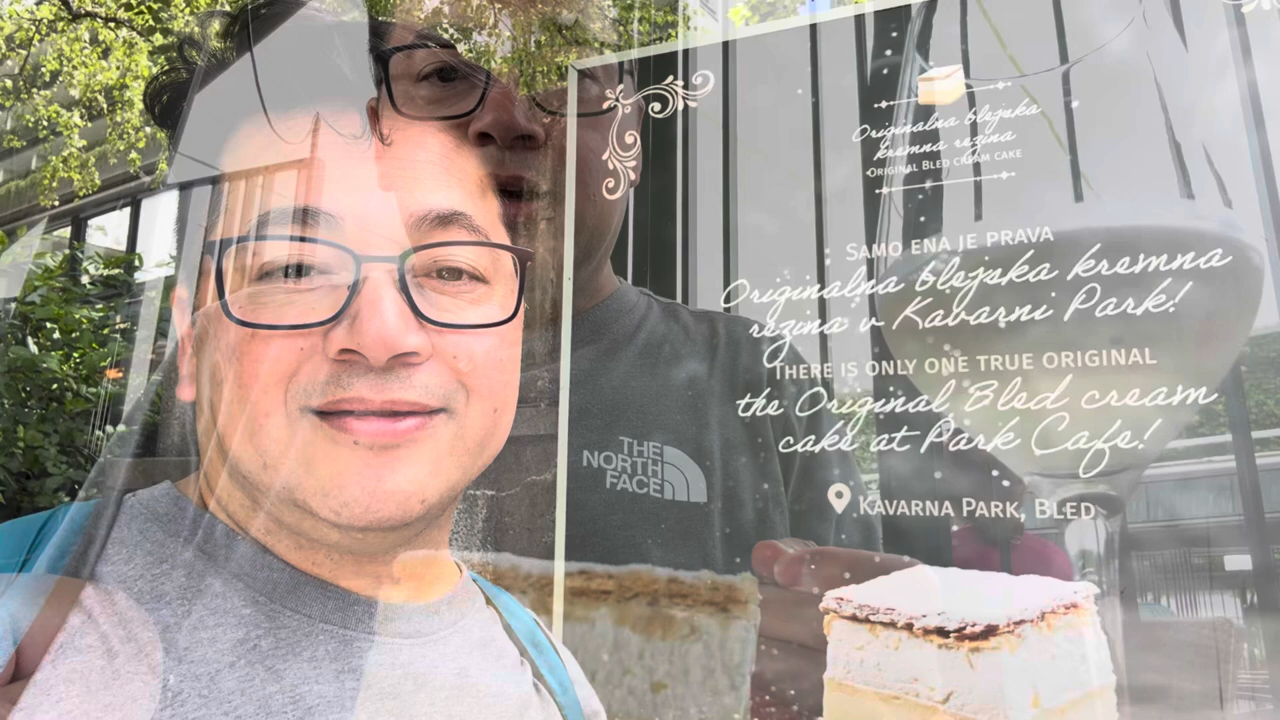 Originalna blejska
kremna rezina
ORIGINAL BLED CREAM CAKE
SAMO ENA JE PRAVA
Originalna blejska kremna
rezina v Kavarni Park!
THERE IS ONLY ONE TRUE ORIGINAL
the Original Bled cream
cake at Park Cafe!
KAVARNA PARK, BLED
THE
NORTH
FACE